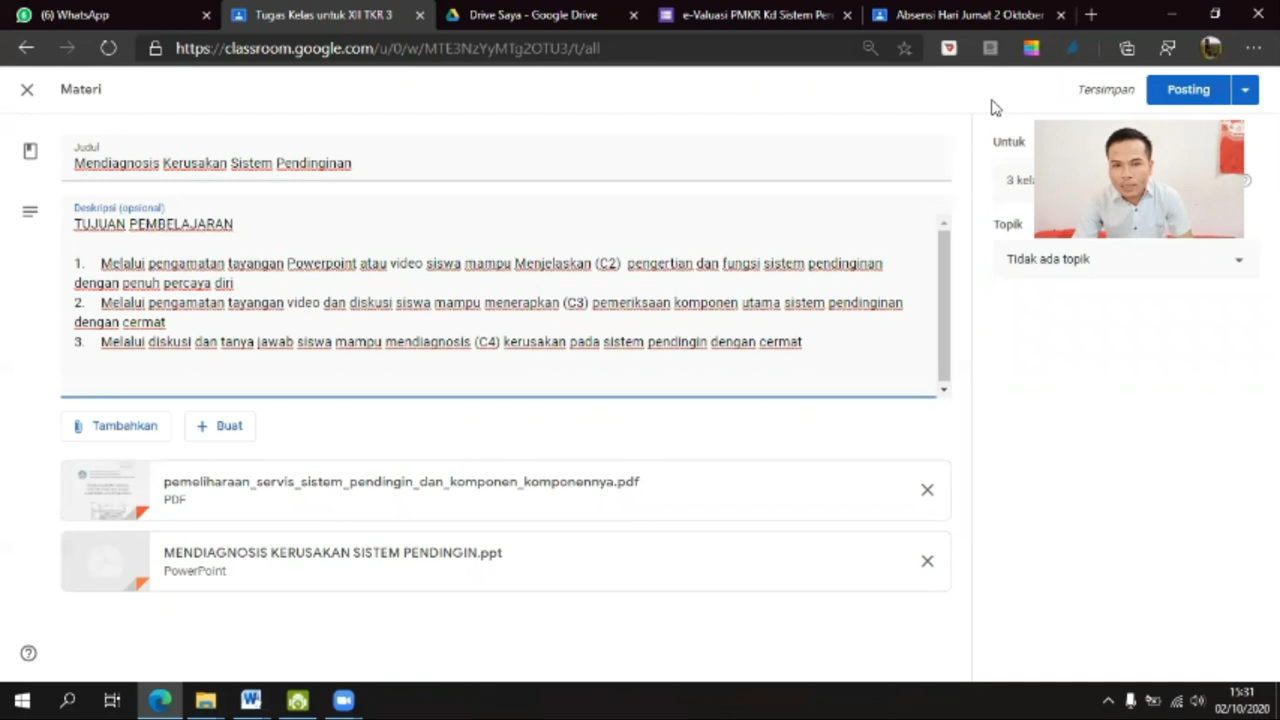 (6) WhatsApp
Tugas Kelas untuk XII TKR 3
Drive Saya - Google Drive
e-Valuasi PMKR Kd Sistem Pen
Absensi Hari Jumat 2 Oktober
https://classroom.google.com/u/0/w/MTE3NzYyMTg2OTU3/t/all
Materi
Tersimpan
Posting
Judul
Mendiagnosis Kerusakan Sistem Pendinginan
Untuk
3 kela
Deskripsi (opsional)
TUJUAN PEMBELAJARAN
Topik
Tidak ada topik
1. Melalui pengamatan tayangan Powerpoint atau video siswa mampu Menjelaskan (C2) pengertian dan fungsi sistem pendinginan
dengan penuh percaya diri
2. Melalui pengamatan tayangan video dan diskusi siswa mampu menerapkan (C3) pemeriksaan komponen utama sistem pendinginan
dengan cermat
3. Melalui diskusi dan tanya jawab siswa mampu mendiagnosis (C4) kerusakan pada sistem pendingin dengan cermat
Tambahkan
+ Buat
pemeliharaan_servis_sistem_pendingin_dan_komponen_komponennya.pdf
PDF
MENDIAGNOSIS KERUSAKAN SISTEM PENDINGIN.ppt
PowerPoint
15:31
02/10/2020